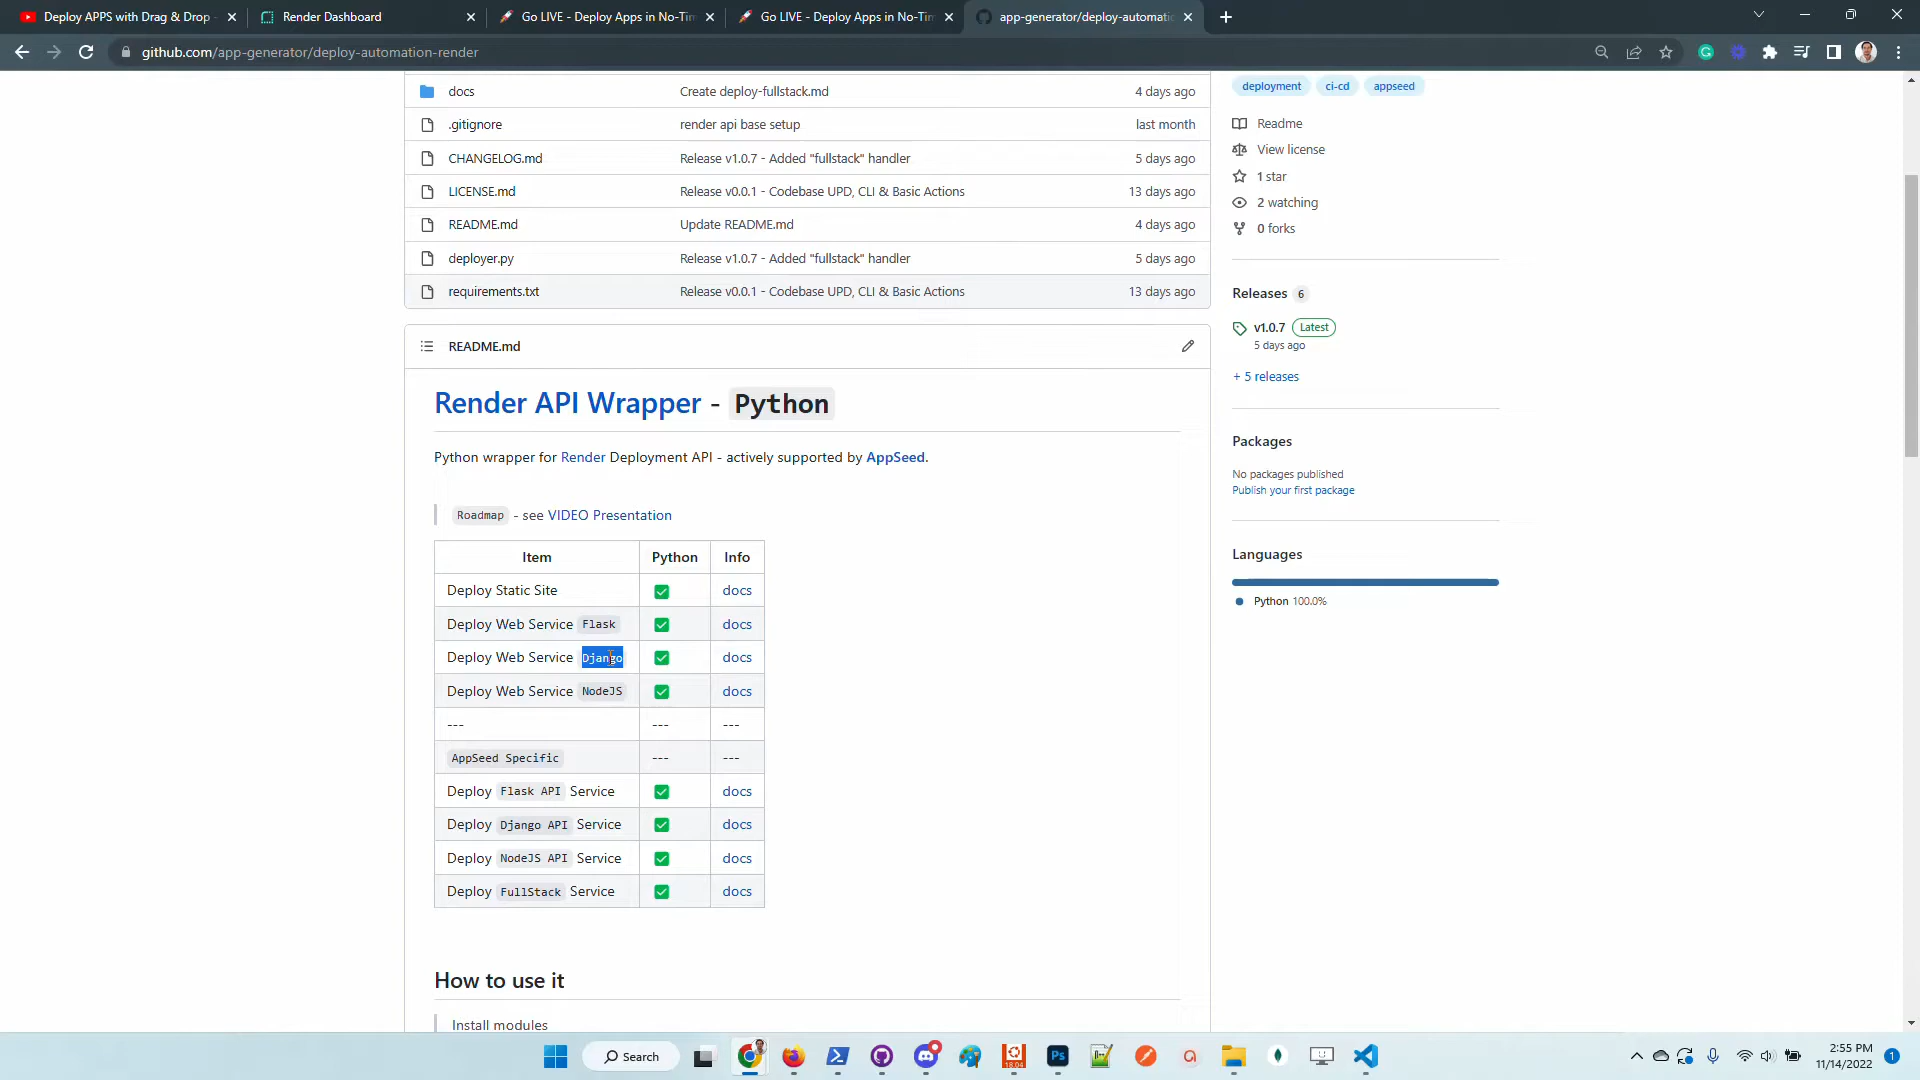 Deploy APPS with Drag & Drop -
Render Dashboard
Go LIVE - Deploy Apps in No-Tim
Go LIVE - Deploy Apps in No-Tim
app-generator/deploy-automatio
github.com/app-generator/deploy-automation-render
docs Create deploy-fullstack.md 4 days ago
.gitignore render api base setup last month
CHANGELOG.md Release v1.0.7 - Added "fullstack" handler 5 days ago
LICENSE.md Release v0.0.1 - Codebase UPD, CLI & Basic Actions 13 days ago
README.md Update README.md 4 days ago
deployer.py Release v1.0.7 - Added "fullstack" handler 5 days ago
requirements.txt Release v0.0.1 - Codebase UPD, CLI & Basic Actions 13 days ago
README.md
Render API Wrapper - Python
Python wrapper for Render Deployment API - actively supported by AppSeed.
Roadmap - see VIDEO Presentation
Item Python Info
Deploy Static Site ✅ docs
Deploy Web Service Flask ✅ docs
Deploy Web Service Django ✅ docs
Deploy Web Service NodeJS ✅ docs
--- --- ---
AppSeed Specific --- ---
Deploy Flask API Service ✅ docs
Deploy Django API Service ✅ docs
Deploy NodeJS API Service ✅ docs
Deploy FullStack Service ✅ docs
How to use it
Install modules
deployment ci-cd appseed
Readme
View license
1 star
2 watching
0 forks
Releases 6
v1.0.7 Latest
5 days ago
+ 5 releases
Packages
No packages published
Publish your first package
Languages
Python 100.0%
Search
Ps
18.04
2:55 PM
11/14/2022
1